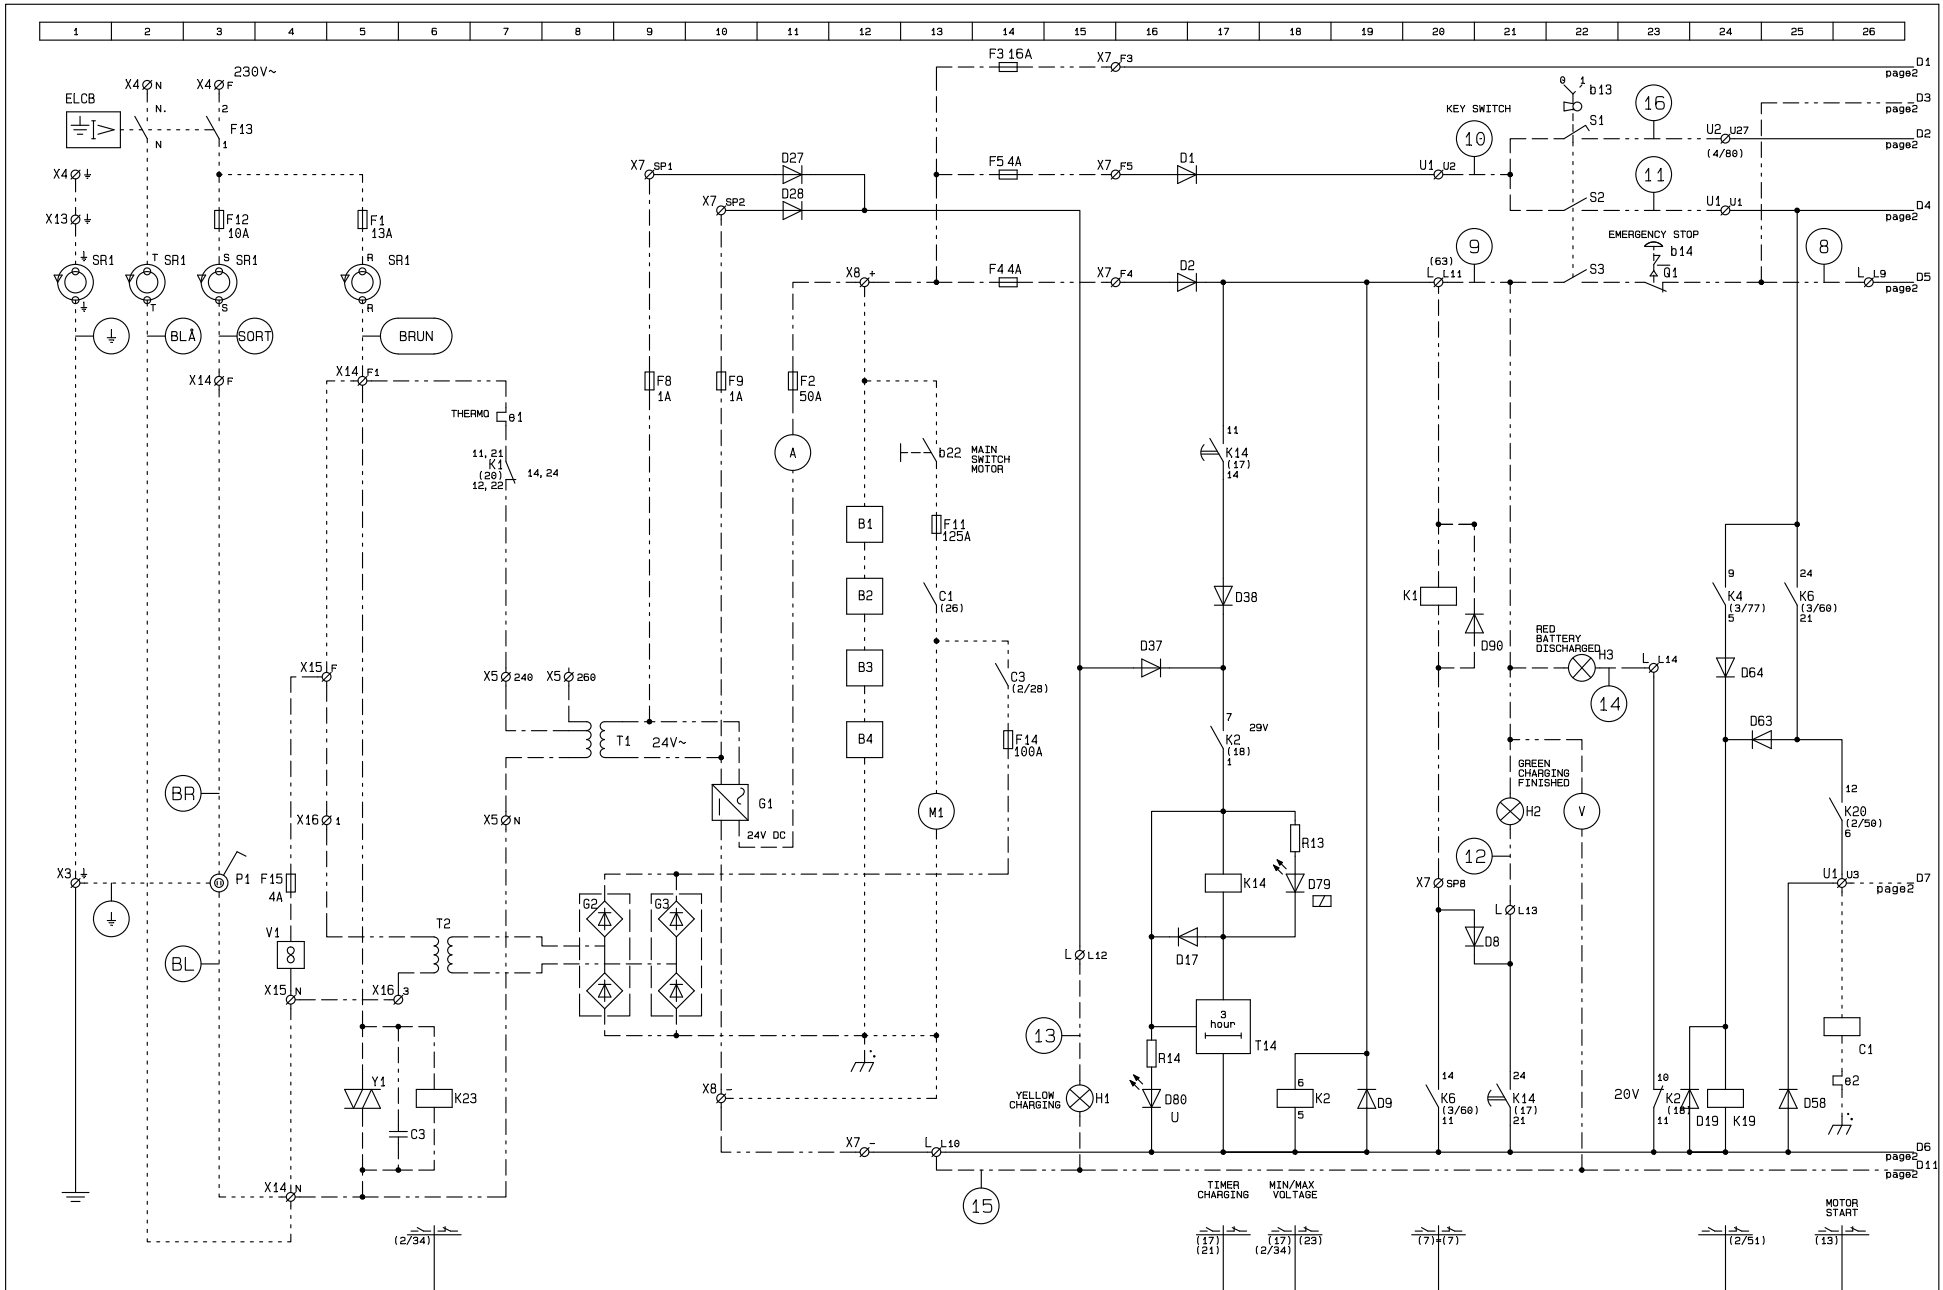 1 2 3 4 5 6 7 8 9 10 11 12 13 14 15 16 17 18 19 20 21 22 23 24 25 26
230V~
F3 16A
X7 F3
D1
page2
X4 N
X4 F
ELCB
N.
2
F13
N
1
0 1
b13
KEY SWITCH
16
D3
page2
S1
10
U2 U27
(4/80)
D2
page2
X4
X7 SP1
D27
F5 4A
X7 F5
D1
U1 U2
11
X13
F12
10A
F1
13A
X7 SP2
D28
S2
U1 U1
D4
page2
SR1
T
SR1
S
SR1
R
SR1
EMERGENCY STOP
b14
9
8
(63)
L L11
X8 +
F4 4A
X7 F4
D2
S3
Q1
L L9
D5
page2
T
S
R
BLÅ
SORT
BRUN
X14 F
X14 F1
F8
1A
F9
1A
F2
50A
THERMO
e1
11
11,21
K1
(20)
12,22
14,24
A
b22
MAIN
SWITCH
MOTOR
K14
(17)
14
B1
F11
125A
B2
C1
(26)
D38
K1
D90
9
K4
(3/77)
5
24
K6
(3/60)
21
RED
BATTERY
DISCHARGED
H3
L L14
D37
X15 F
X5 240
X5 260
B3
C3
(2/28)
14
D64
T1
24V~
B4
F14
100A
7
29V
K2
(18)
1
D63
GREEN
CHARGING
FINISHED
BR
G1
M1
H2
V
12
K20
(2/50)
6
X16 1
X5 N
24V DC
R13
12
X3
P1
F15
4A
G2
G3
K14
D79
X7 SP8
U1 U3
D7
page2
T2
L L13
V1
8
D17
D8
BL
L L12
X15 N
X16 3
3
hour
T14
13
R14
C1
Y1
K23
X8 -
YELLOW
CHARGING
H1
D80
U
6
K2
5
D9
14
K6
(3/60)
11
24
K14
(17)
21
20V
10
K2
(18)
11
D19
K19
D58
e2
C3
X7 -
L L10
D6
page2
D11
page2
X14 N
15
TIMER
CHARGING
MIN/MAX
VOLTAGE
MOTOR
START
(2/34)
(17)
(21)
(17) (23)
(2/34)
(7)=(7)
(2/51)
(13)